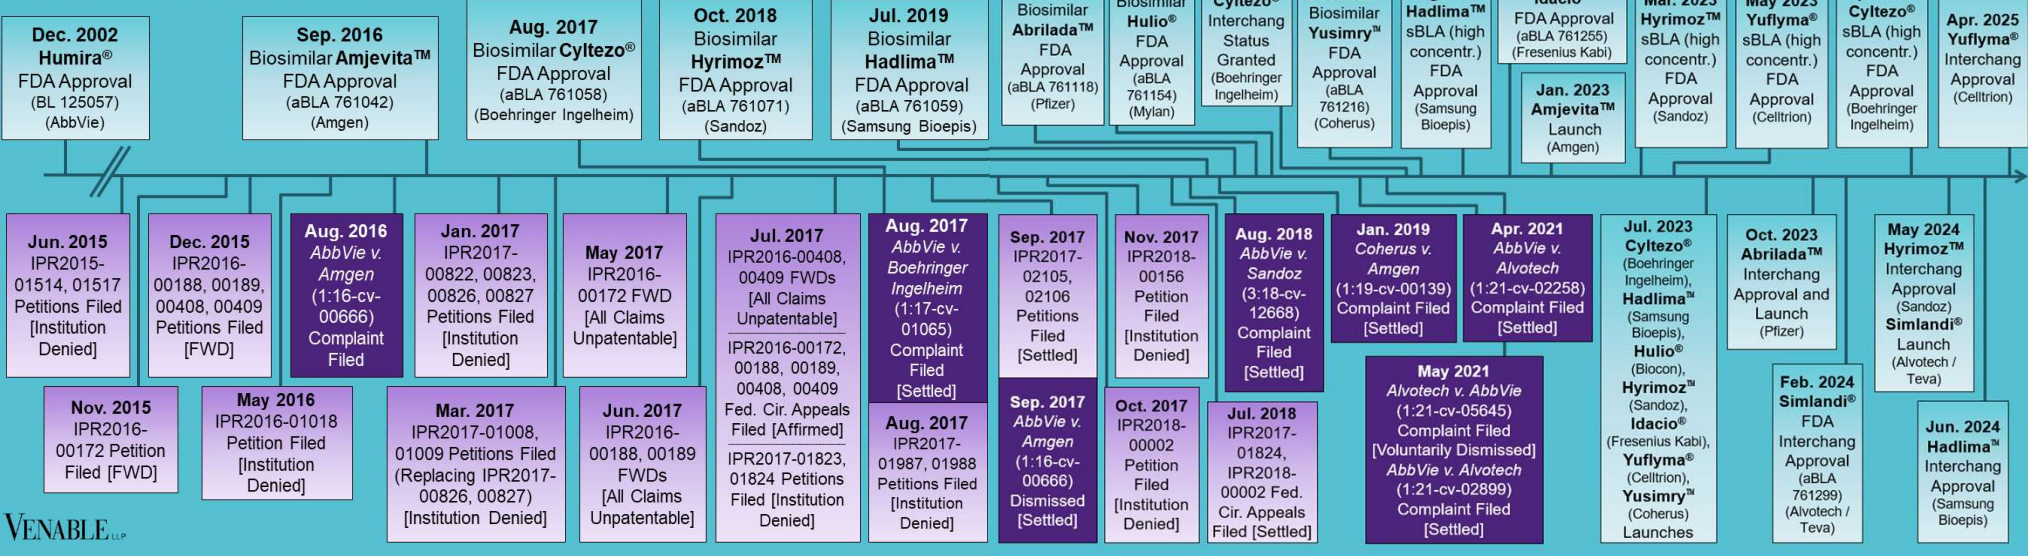 Dec. 2002
Humira®
FDA Approval
(BL 125057)
(AbbVie)
Sep. 2016
Biosimilar Amjevita™
FDA Approval
(aBLA 761042)
(Amgen)
Aug. 2017
Biosimilar Cyltezo®
FDA Approval
(aBLA 761058)
(Boehringer Ingelheim)
Oct. 2018
Biosimilar
Hyrimoz™
FDA Approval
(aBLA 761071)
(Sandoz)
Jul. 2019
Biosimilar
Hadlima™
FDA Approval
(aBLA 761059)
(Samsung Bioepis)
Biosimilar
Abrilada™
FDA
Approval
(aBLA 761118)
(Pfizer)
Biosimilar
Hulio®
FDA
Approval
(aBLA
761154)
(Mylan)
Cyltezo®
Interchang
Status
Granted
(Boehringer
Ingelheim)
Biosimilar
Yusimry™
FDA
Approval
(aBLA
761216)
(Coherus)
Hadlima™
sBLA (high
concentr.)
FDA
Approval
(Samsung
Bioepis)
Idacio®
FDA Approval
(aBLA 761255)
(Fresenius Kabi)
Jan. 2023
Amjevita™
Launch
(Amgen)
Mar. 2023
Hyrimoz™
sBLA (high
concentr.)
FDA
Approval
(Sandoz)
May 2023
Yuflyma®
sBLA (high
concentr.)
FDA
Approval
(Celltrion)
Cyltezo®
sBLA (high
concentr.)
FDA
Approval
(Boehringer
Ingelheim)
Apr. 2025
Yuflyma®
Interchang
Approval
(Celltrion)
Jun. 2015
IPR2015-
01514, 01517
Petitions Filed
[Institution
Denied]
Nov. 2015
IPR2016-
00172 Petition
Filed [FWD]
Dec. 2015
IPR2016-
00188, 00189,
00408, 00409
Petitions Filed
[FWD]
May 2016
IPR2016-01018
Petition Filed
[Institution
Denied]
Aug. 2016
AbbVie v.
Amgen
(1:16-cv-
00666)
Complaint
Filed
Jan. 2017
IPR2017-
00822, 00823,
00826, 00827
Petitions Filed
[Institution
Denied]
Mar. 2017
IPR2017-01008,
01009 Petitions Filed
(Replacing IPR2017-
00826, 00827)
[Institution Denied]
May 2017
IPR2016-
00172 FWD
[All Claims
Unpatentable]
Jun. 2017
IPR2016-
00188, 00189
FWDs
[All Claims
Unpatentable]
Jul. 2017
IPR2016-00408,
00409 FWDs
[All Claims
Unpatentable]
IPR2016-00172,
00188, 00189,
00408, 00409
Fed. Cir. Appeals
Filed [Affirmed]
IPR2017-01823,
01824 Petitions
Filed [Institution
Denied]
Aug. 2017
AbbVie v.
Boehringer
Ingelheim
(1:17-cv-
01065)
Complaint
Filed
[Settled]
Aug. 2017
IPR2017-
01987, 01988
Petitions Filed
[Institution
Denied]
Sep. 2017
IPR2017-
02105,
02106
Petitions
Filed
[Settled]
Sep. 2017
AbbVie v.
Amgen
(1:16-cv-
00666)
Dismissed
[Settled]
Nov. 2017
IPR2018-
00156
Petition
Filed
[Institution
Denied]
Oct. 2017
IPR2018-
00002
Petition
Filed
[Institution
Denied]
Aug. 2018
AbbVie v.
Sandoz
(3:18-cv-
12668)
Complaint
Filed
[Settled]
Jul. 2018
IPR2017-
01824,
IPR2018-
00002 Fed.
Cir. Appeals
Filed [Settled]
Jan. 2019
Coherus v.
Amgen
(1:19-cv-00139)
Complaint Filed
[Settled]
Apr. 2021
AbbVie v.
Alvotech
(1:21-cv-02258)
Complaint Filed
[Settled]
May 2021
Alvotech v. AbbVie
(1:21-cv-05645)
Complaint Filed
[Voluntarily Dismissed]
AbbVie v. Alvotech
(1:21-cv-02899)
Complaint Filed
[Settled]
Jul. 2023
Cyltezo®
(Boehringer
Ingelheim),
Hadlima™
(Samsung
Bioepis),
Hulio®
(Biocon),
Hyrimoz™
(Sandoz),
Idacio®
(Fresenius Kabi),
Yuflyma®
(Celltrion),
Yusimry™
(Coherus)
Launches
Oct. 2023
Abrilada™
Interchang
Approval and
Launch
(Pfizer)
Feb. 2024
Simlandi®
FDA
Interchang
Approval
(aBLA
761299)
(Alvotech /
Teva)
May 2024
Hyrimoz™
Interchang
Approval
(Sandoz)
Simlandi®
Launch
(Alvotech /
Teva)
Jun. 2024
Hadlima™
Interchang
Approval
(Samsung
Bioepis)
VENABLE LLP